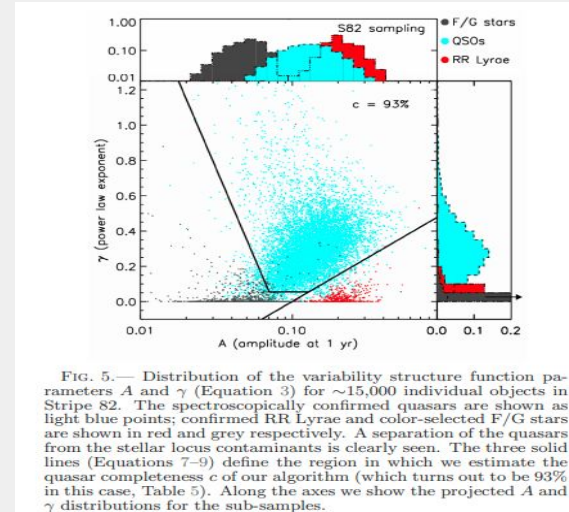 1.00
0.10
0.01
S82 sampling
F/G stars
QSOs
RR Lyrae
1.2
1.0
0.8
0.6
0.4
0.2
0.0
c = 93%
γ (power low exponent)
0.01
0.10
0.0
0.1
0.2
A (amplitude at 1 yr)
FIG. 5.— Distribution of the variability structure function pa-
rameters A and γ (Equation 3) for ~15,000 individual objects in
Stripe 82. The spectroscopically confirmed quasars are shown as
light blue points; confirmed RR Lyrae and color-selected F/G stars
are shown in red and grey respectively. A separation of the quasars
from the stellar locus contaminants is clearly seen. The three solid
lines (Equations 7–9) define the region in which we estimate the
quasar completeness c of our algorithm (which turns out to be 93%
in this case, Table 5). Along the axes we show the projected A and
γ distributions for the sub-samples.